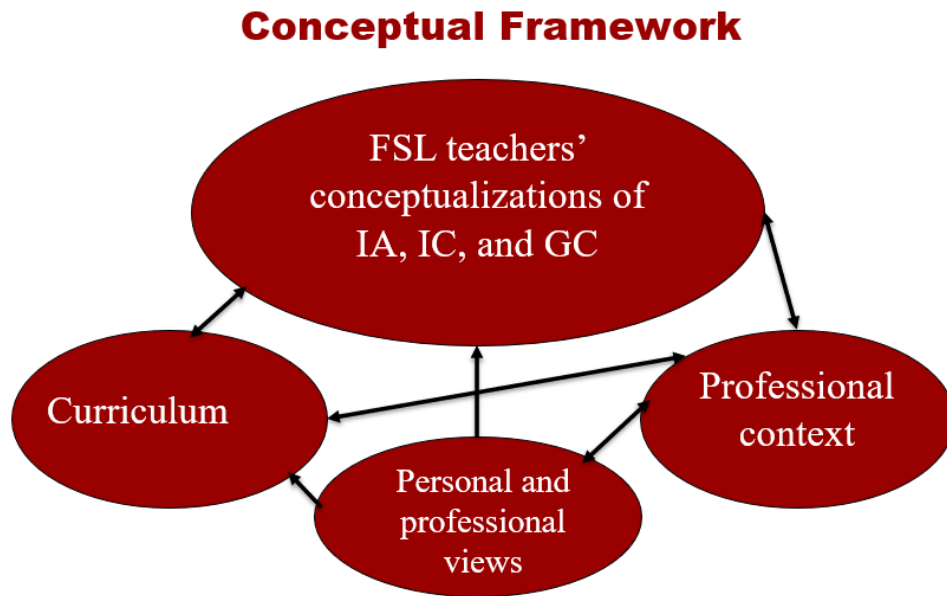 Conceptual Framework
FSL teachers’
conceptualizations of
IA, IC, and GC
Curriculum
Professional
context
Personal and
professional
views